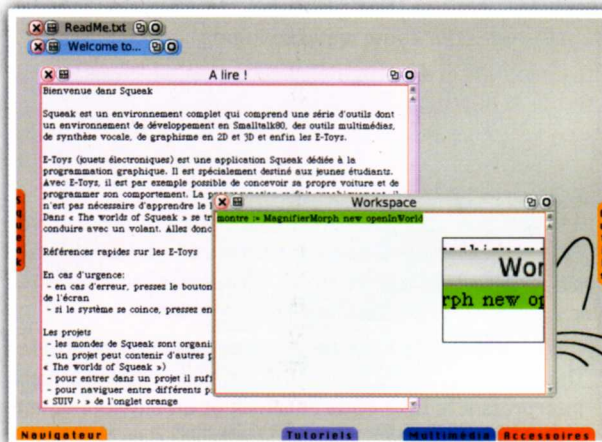 ReadMe.txt
Welcome to...
A lire !
Bienvenue dans Squeak
Squeak est un environnement complet qui comprend une série d'outils dont
un environnement de développement en Smalltalk80, des outils multimédias,
de synthèse vocale, de graphisme en 2D et 3D et enfin les E-Toys.
E-Toys (jouets électroniques) est une application Squeak dédiée à la
programmation graphique. Il est spécialement destiné aux jeunes étudiants.
Avec E-Toys, il est par exemple possible de concevoir sa propre voiture et de
programmer son comportement. La
n'est pas nécessaire d'apprendre le
Dans « The worlds of Squeak » se tr
conduire avec un volant. Allez donc
Références rapides sur les E-Toys
En cas d'urgence:
- en cas d'erreur, pressez le bouton
de l'écran
- si le système se coince, pressez en
Les projets
- les mondes de Squeak sont organi
- un projet peut contenir d'autres p
« The worlds of Squeak »)
- pour entrer dans un projet il suf
- pour naviguer entre différents p
« SUIV > » de l'onglet orange
Workspace
montre := MagnifierMorph new openInWorld
Wor
rph new op
Squeak
Navigateur
Tutoriels
Multimédia
Accessoires